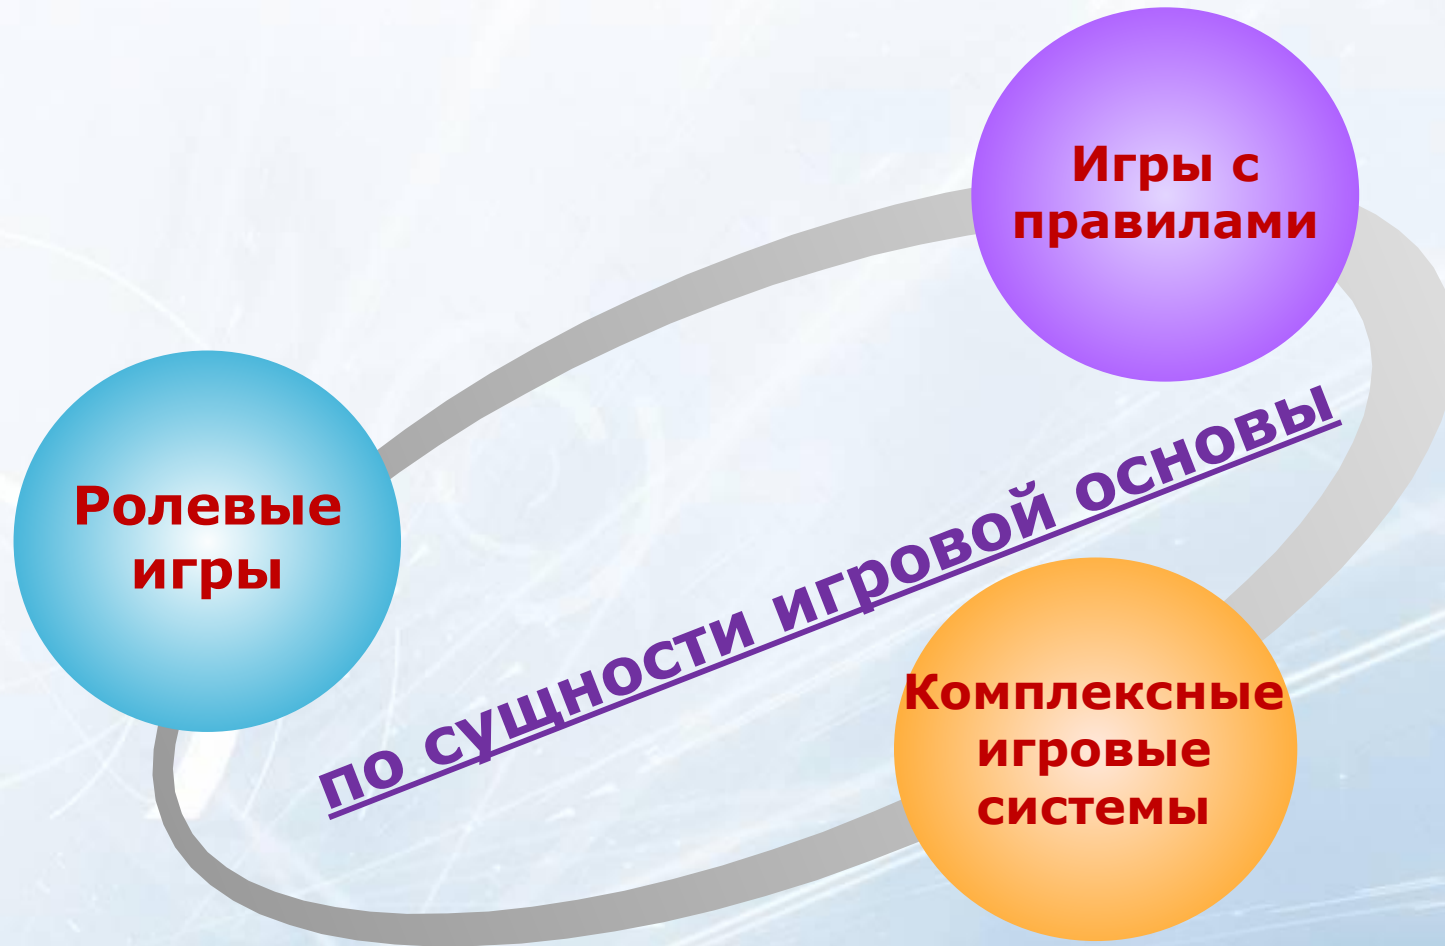 Игры с
правилами
Ролевые
игры
по сущности игровой основы
Комплексные
игровые
системы